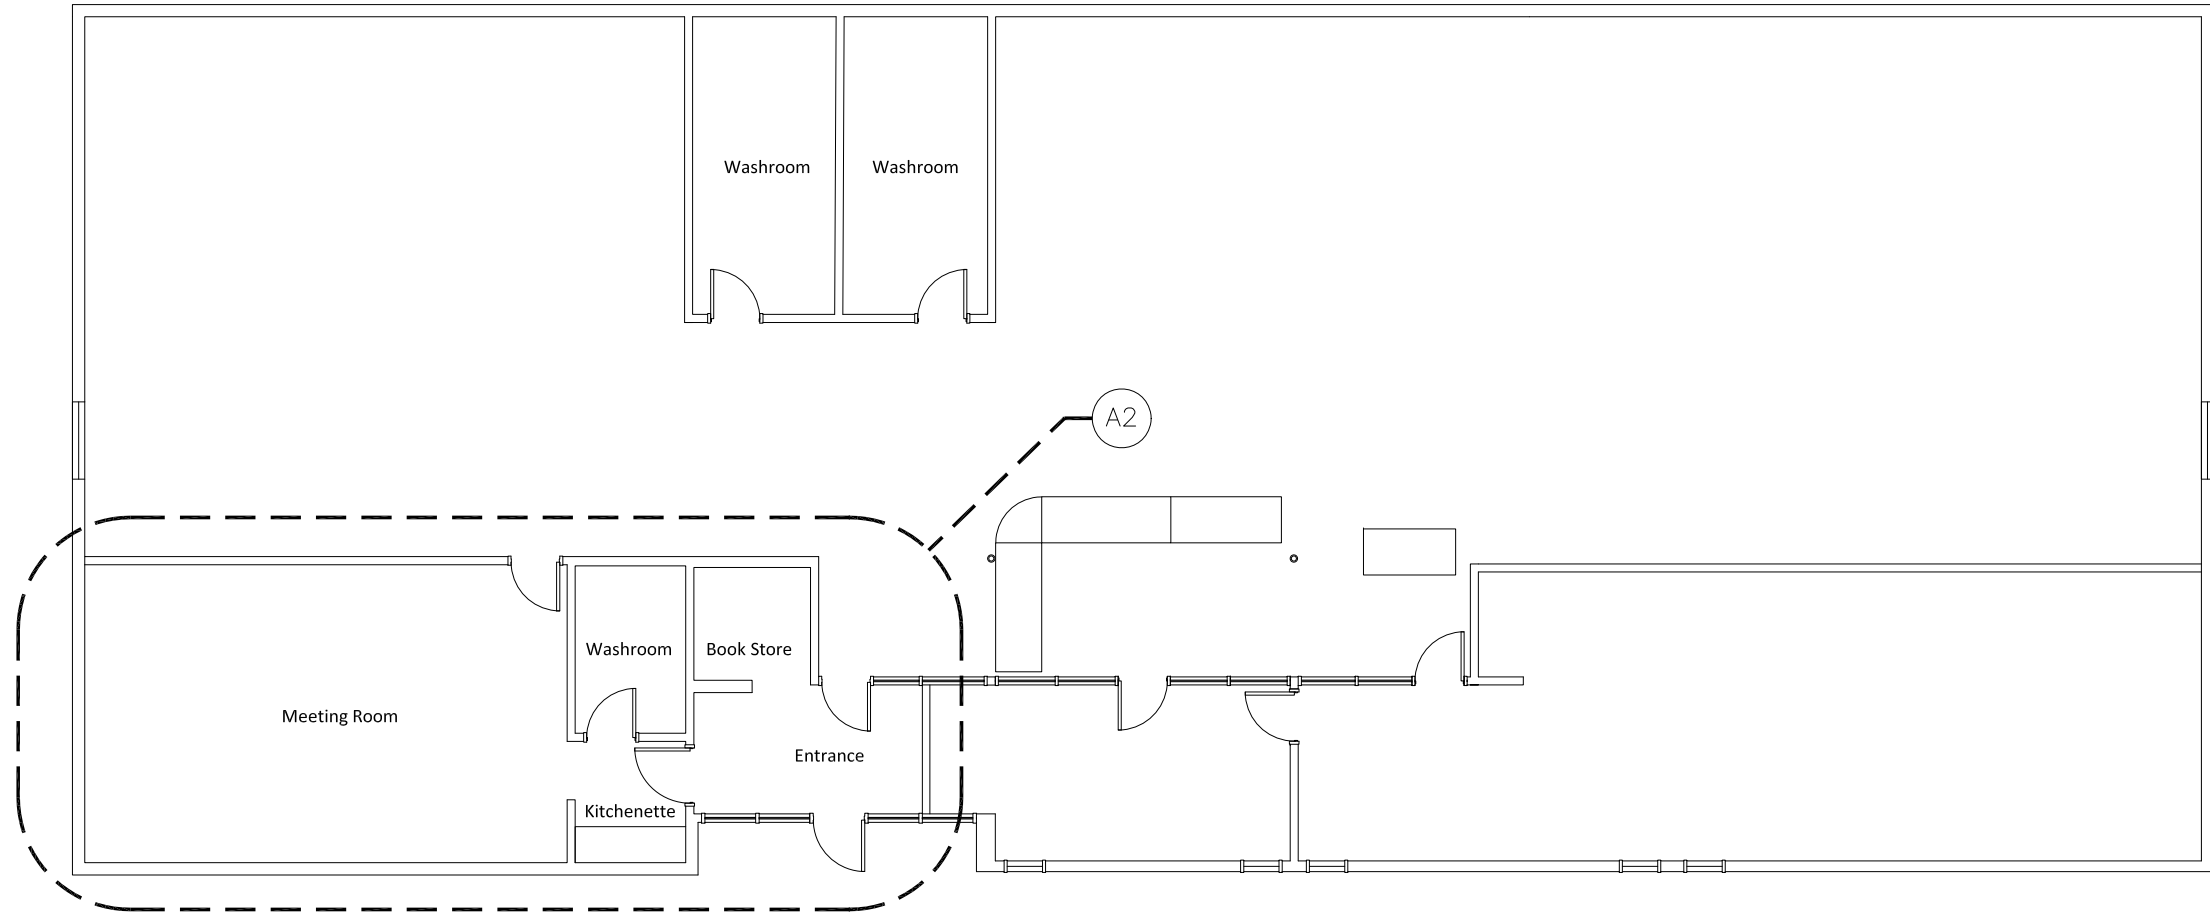 Washroom
Washroom
A2
Washroom
Book Store
Meeting Room
Entrance
Kitchenette